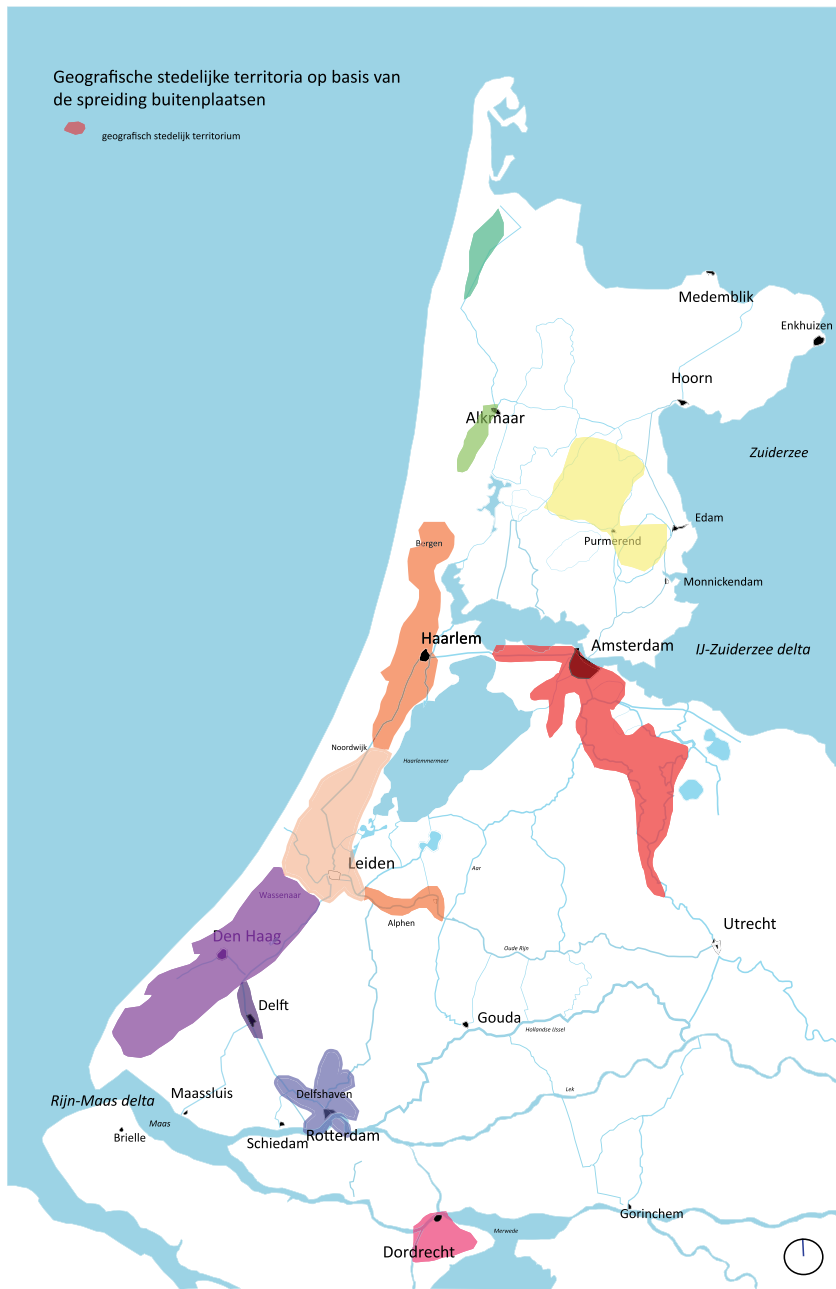 Geografische stedelijke territoria op basis van
de spreiding buitenplaatsen
geografisch stedelijk territorium
Medemblik
Enkhuizen
Hoorn
Alkmaar
Zuiderzee
Edam
Bergen
Purmerend
Monnickendam
Haarlem
Amsterdam
IJ-Zuiderzee delta
Noordwijk
Haarlemmermeer
Leiden
Aar
Wassenaar
Alphen
Utrecht
Den Haag
Oude Rijn
Delft
Gouda
Hollandse IJssel
Lek
Maassluis
Delfshaven
Rijn-Maas delta
Maas
Brielle
Schiedam
Rotterdam
Gorinchem
Merwede
Dordrecht